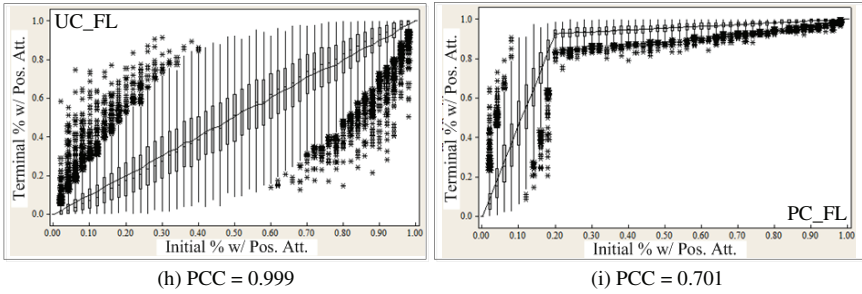 UC_FL
Terminal % w/ Pos. Att.
1.0
0.8
0.6
0.4
0.2
0.0
0.00 0.10 0.20 0.30 0.40 0.50 0.60 0.70 0.80 0.90 1.00
Initial % w/ Pos. Att.
(h) PCC = 0.999
Terminal % w/ Pos. Att.
1.0
0.8
0.6
0.4
0.2
0.0
PC_FL
0.00 0.10 0.20 0.30 0.40 0.50 0.60 0.70 0.80 0.90 1.00
Initial % w/ Pos. Att.
(i) PCC = 0.701